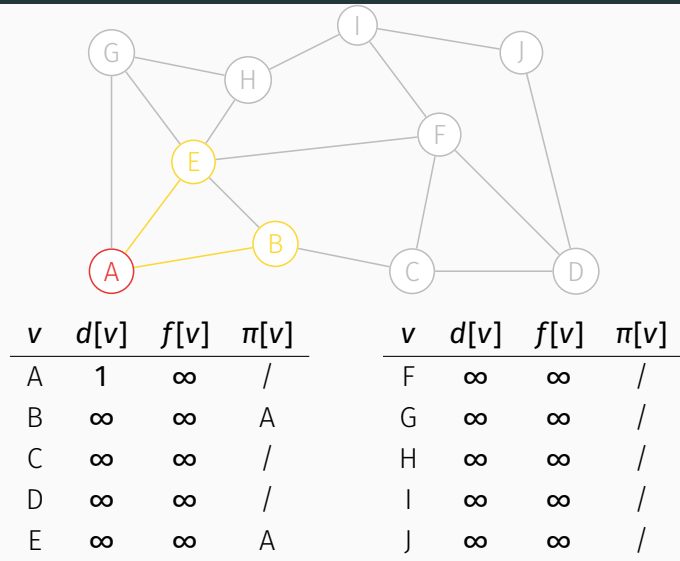 I
G
J
H
F
E
B
A
C
D
v d[v] f[v] π[v]
A 1 ∞ /
B ∞ ∞ A
C ∞ ∞ /
D ∞ ∞ /
E ∞ ∞ A
v d[v] f[v] π[v]
F ∞ ∞ /
G ∞ ∞ /
H ∞ ∞ /
I ∞ ∞ /
J ∞ ∞ /